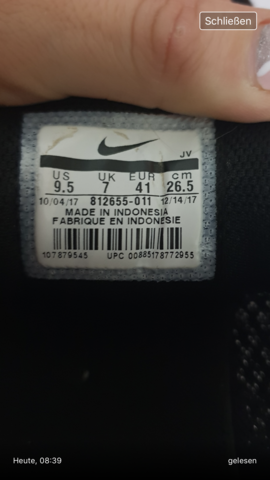 Schließen
JV
US UK EUR cm
9.5 7 41 26.5
10/04/17 812655-011 12/14/17
MADE IN INDONESIA
FABRIQUE EN INDONESIE
107879545 UPC 00885178772955
Heute, 08:39 gelesen